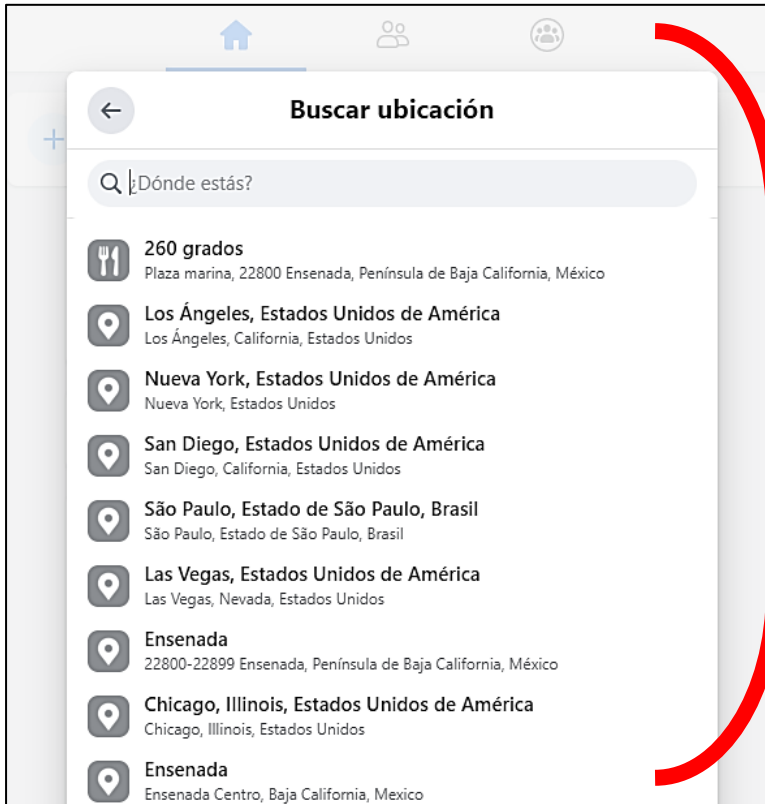 Buscar ubicación
¿Dónde estás?
260 grados
Plaza marina, 22800 Ensenada, Península de Baja California, México
Los Ángeles, Estados Unidos de América
Los Ángeles, California, Estados Unidos
Nueva York, Estados Unidos de América
Nueva York, Estados Unidos
San Diego, Estados Unidos de América
San Diego, California, Estados Unidos
São Paulo, Estado de São Paulo, Brasil
São Paulo, Estado de São Paulo, Brasil
Las Vegas, Estados Unidos de América
Las Vegas, Nevada, Estados Unidos
Ensenada
22800-22899 Ensenada, Península de Baja California, México
Chicago, Illinois, Estados Unidos de América
Chicago, Illinois, Estados Unidos
Ensenada
Ensenada Centro, Baja California, Mexico